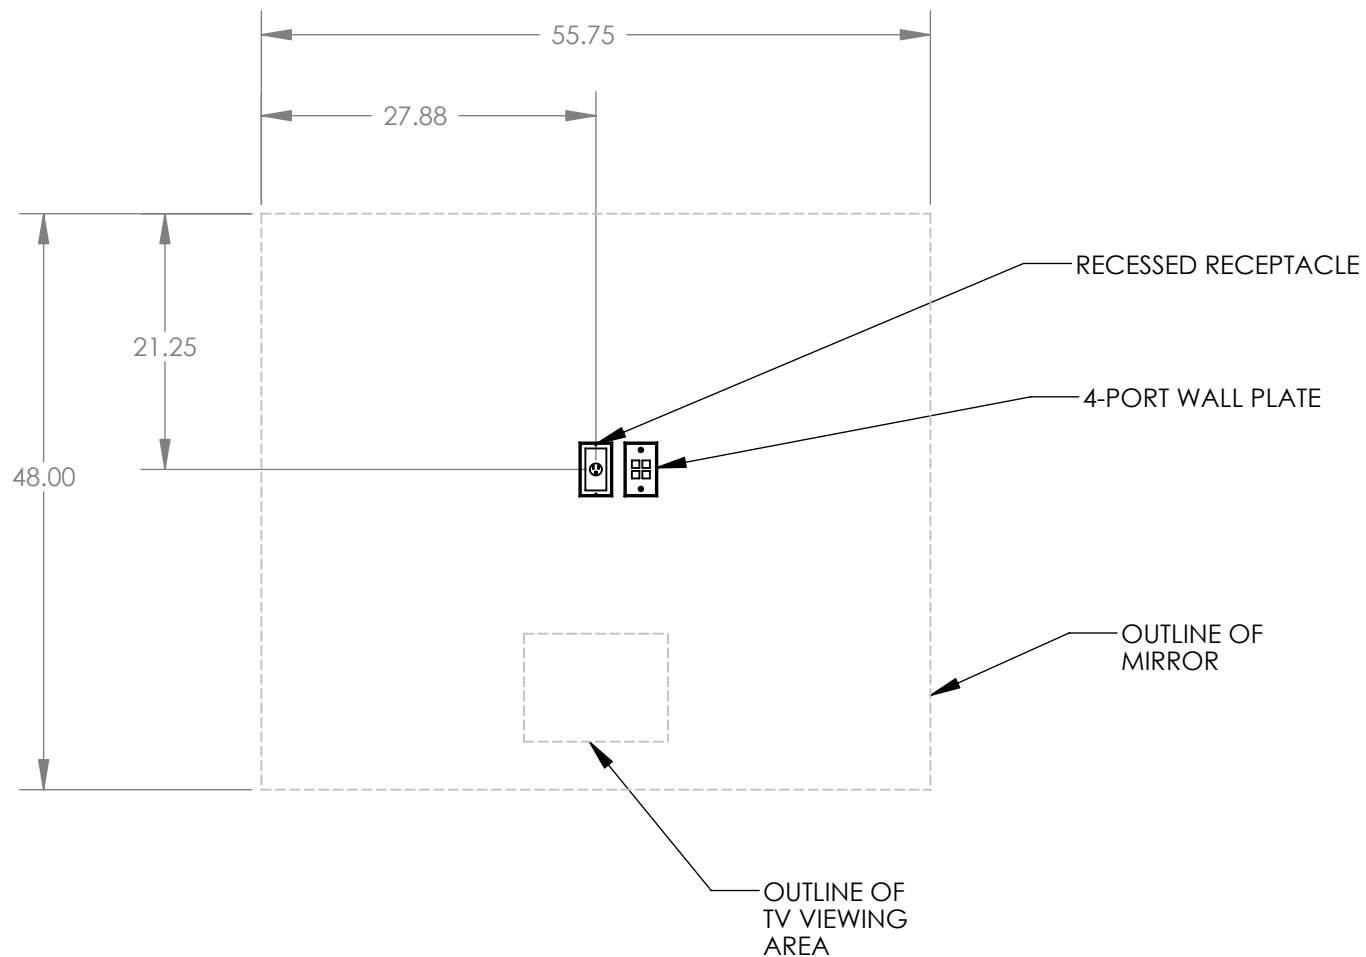 55.75
27.88
RECESSED RECEPTACLE
21.25
4-PORT WALL PLATE
48.00
OUTLINE OF
MIRROR
OUTLINE OF
TV VIEWING
AREA